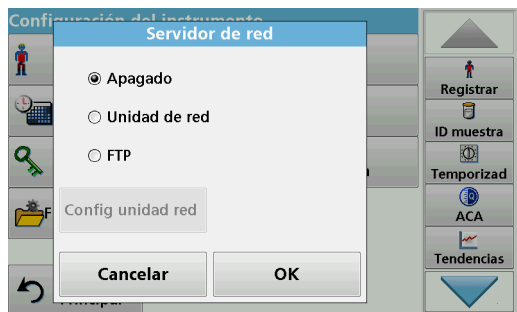 Configuración del instrumento
Servidor de red
Apagado
Unidad de red
FTP
Config unidad red
Cancelar
OK
Principal
Registrar
ID muestra
Temporizad
ACA
Tendencias